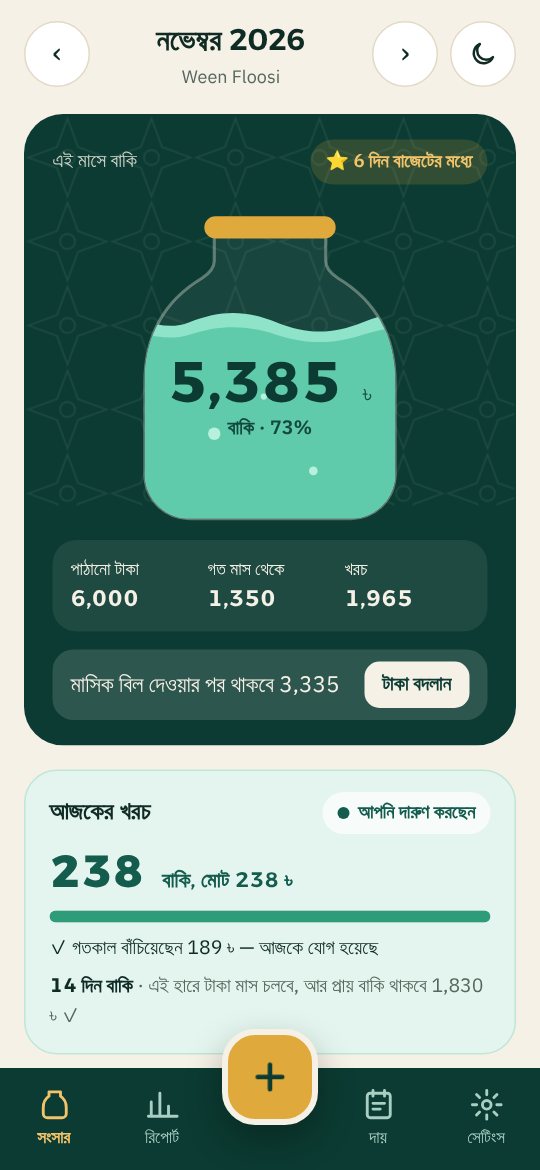 নভেম্বর 2026
Ween Floosi
এই মাসে বাকি
⭐ 6 দিন বাজেটের মধ্যে
5,385 ৳
বাকি · 73%
পাঠানো টাকা
গত মাস থেকে
খরচ
6,000
1,350
1,965
মাসিক বিল দেওয়ার পর থাকবে 3,335
টাকা বদলান
আজকের খরচ
আপনি দারুণ করছেন
238 বাকি, মোট 238 ৳
✓ গতকাল বাঁচিয়েছেন 189 ৳ — আজকে যোগ হয়েছে
14 দিন বাকি · এই হারে টাকা মাস চলবে, আর প্রায় বাকি থাকবে 1,830
৳ ✓
সংসার
রিপোর্ট
দায়
সেটিংস